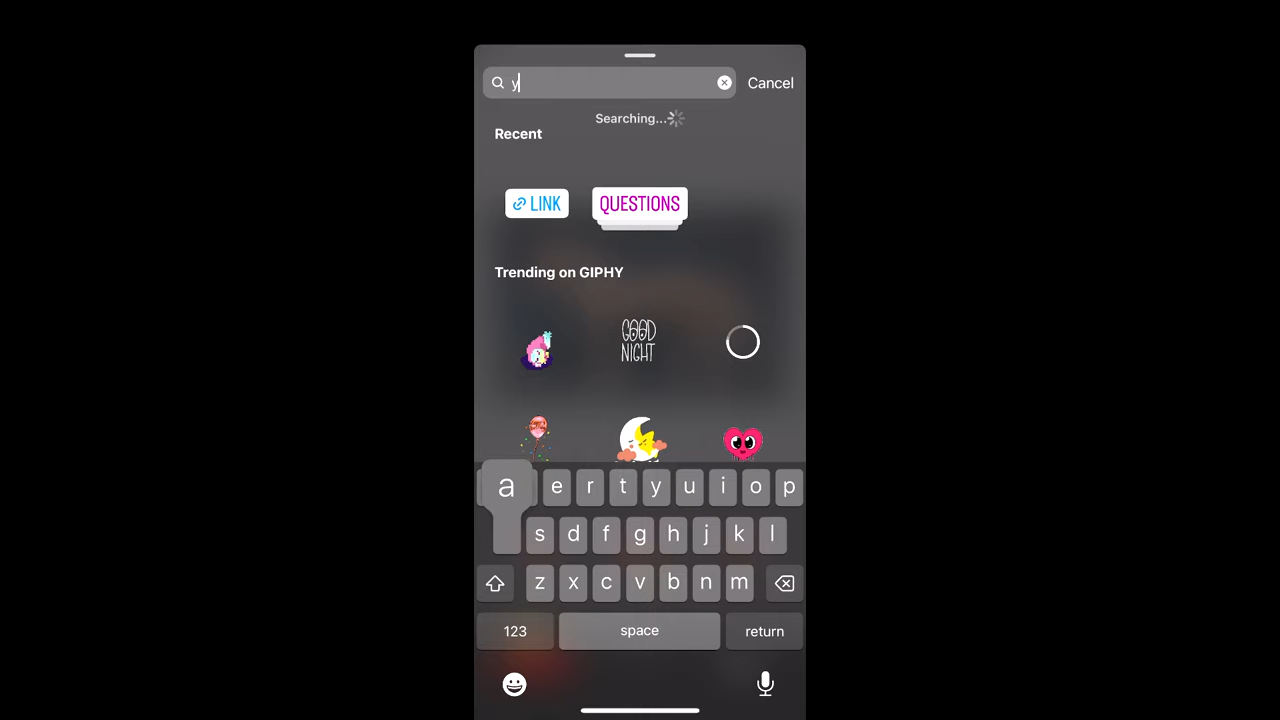 y
Cancel
Searching...
Recent
LINK
QUESTIONS
Trending on GIPHY
GOOD
NIGHT
a e r t y u i o p
s d f g h j k l
z x c v b n m
123 space return